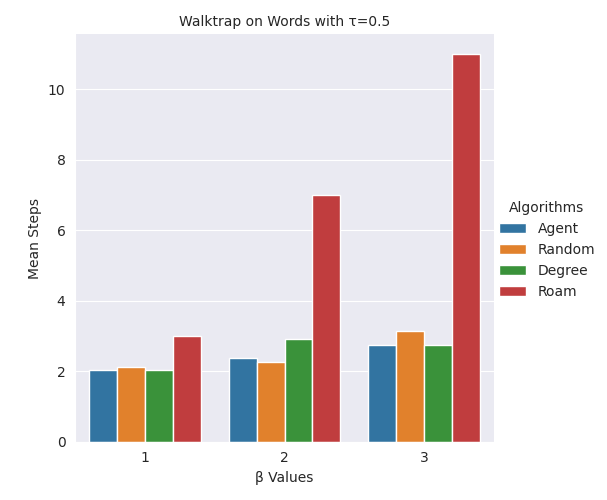 Walktrap on Words with τ=0.5
10
8
6
4
2
0
Mean Steps
1 2 3
β Values
Algorithms
Agent
Random
Degree
Roam